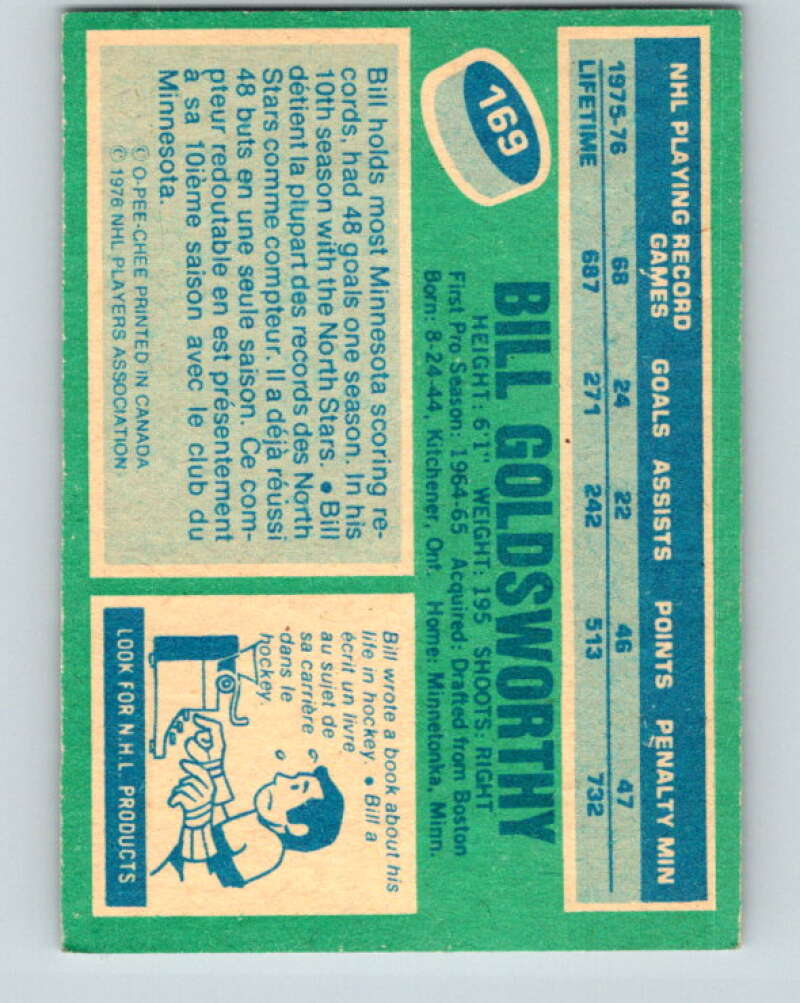 NHL PLAYING RECORD
GAMES GOALS ASSISTS POINTS PENALTY MIN
1975-76 68 24 22 46 47
LIFETIME 687 271 242 513 732
169
BILL GOLDSWORTHY
HEIGHT: 6'1" WEIGHT: 195 SHOOTS: RIGHT
First Pro Season: 1964-65 Acquired: Drafted from Boston
Born: 8-24-44, Kitchener, Ont. Home: Minnetonka, Minn.
Bill holds most Minnesota scoring re-
cords, had 48 goals one season. In his
10th season with the North Stars. • Bill
détient la plupart des records des North
Stars comme compteur. Il a déjà réussi
48 buts en une seule saison. Ce com-
pteur redoutable en est présentement
a sa 10ième saison avec le club du
Minnesota.
© O-PEE-CHEE PRINTED IN CANADA
© 1976 NHL PLAYERS ASSOCIATION
Bill wrote a book about his
life in hockey. • Bill a
écrit un livre
au sujet de
sa carrière
dans le
hockey.
LOOK FOR N.H.L. PRODUCTS